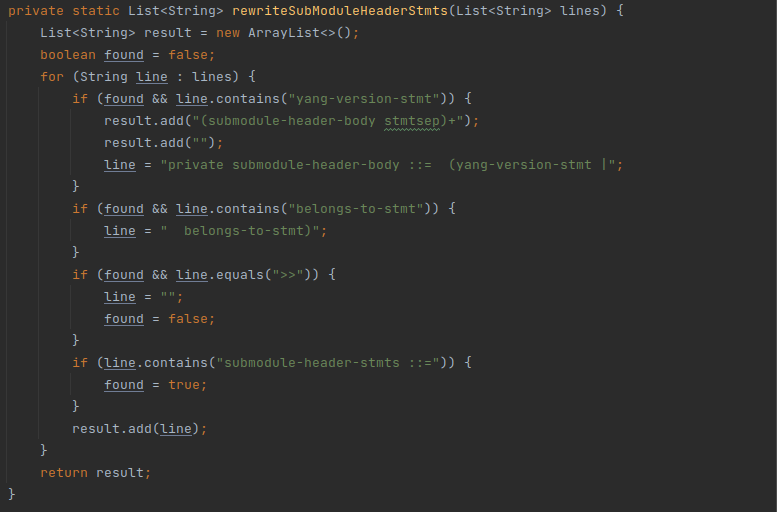 private static List<String> rewriteSubModuleHeaderStmts(List<String> lines) {
    List<String> result = new ArrayList<>();
    boolean found = false;
    for (String line : lines) {
        if (found && line.contains("yang-version-stmt")) {
            result.add("(submodule-header-body stmtsep)+");
            result.add("");
            line = "private submodule-header-body ::=  (yang-version-stmt |";
        }
        if (found && line.contains("belongs-to-stmt")) {
            line = "  belongs-to-stmt)";
        }
        if (found && line.equals(">>")) {
            line = "";
            found = false;
        }
        if (line.contains("submodule-header-stmts ::=")) {
            found = true;
        }
        result.add(line);
    }
    return result;
}